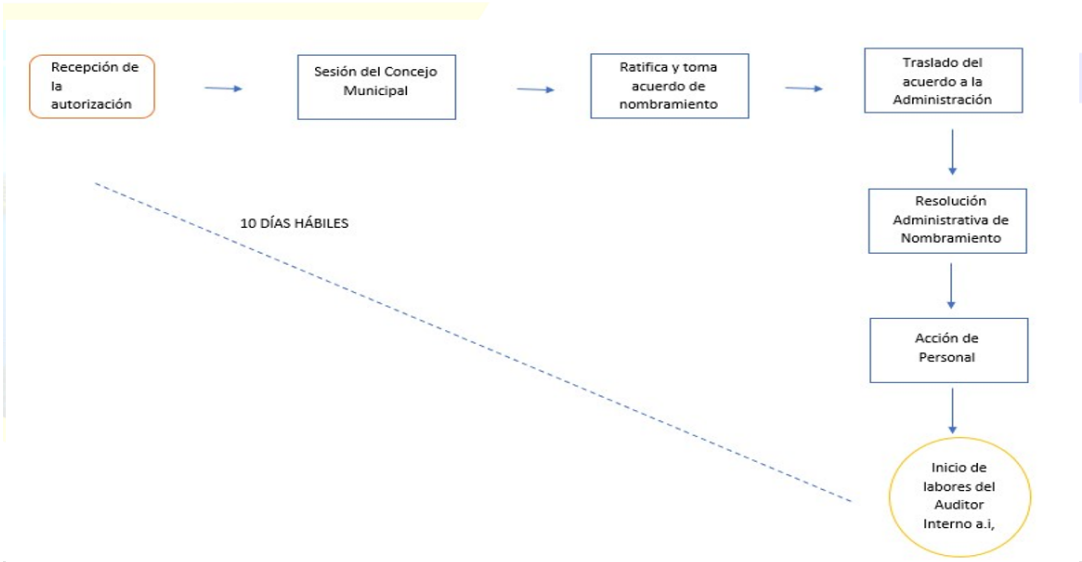 Recepción de
la
autorización
Sesión del Concejo
Municipal
Ratifica y toma
acuerdo de
nombramiento
Traslado del
acuerdo a la
Administración
10 DÍAS HÁBILES
Resolución
Administrativa de
Nombramiento
Acción de
Personal
Inicio de
labores del
Auditor
Interno a.i,